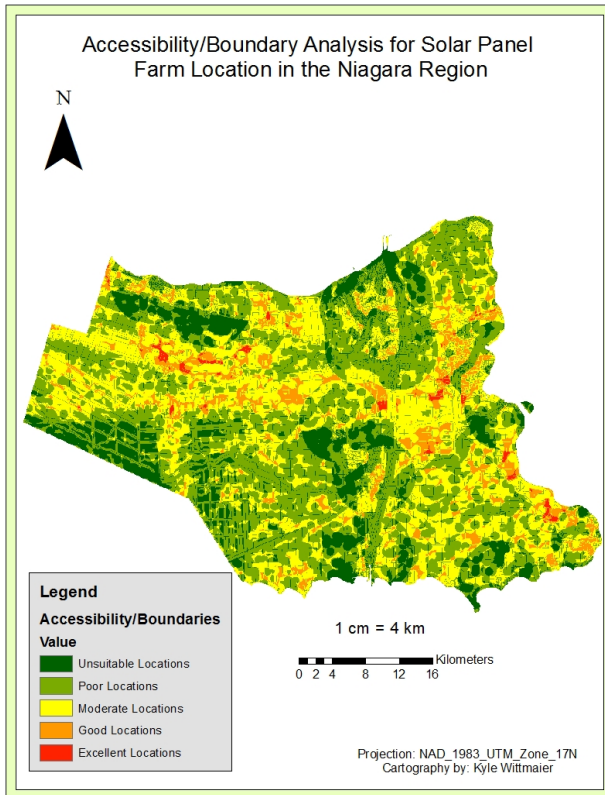 Accessibility/Boundary Analysis for Solar Panel
Farm Location in the Niagara Region
N
Legend
Accessibility/Boundaries
Value
Unsuitable Locations
Poor Locations
Moderate Locations
Good Locations
Excellent Locations
1 cm = 4 km
Kilometers
0 2 4 8 12 16
Projection: NAD_1983_UTM_Zone_17N
Cartography by: Kyle Wittmaier